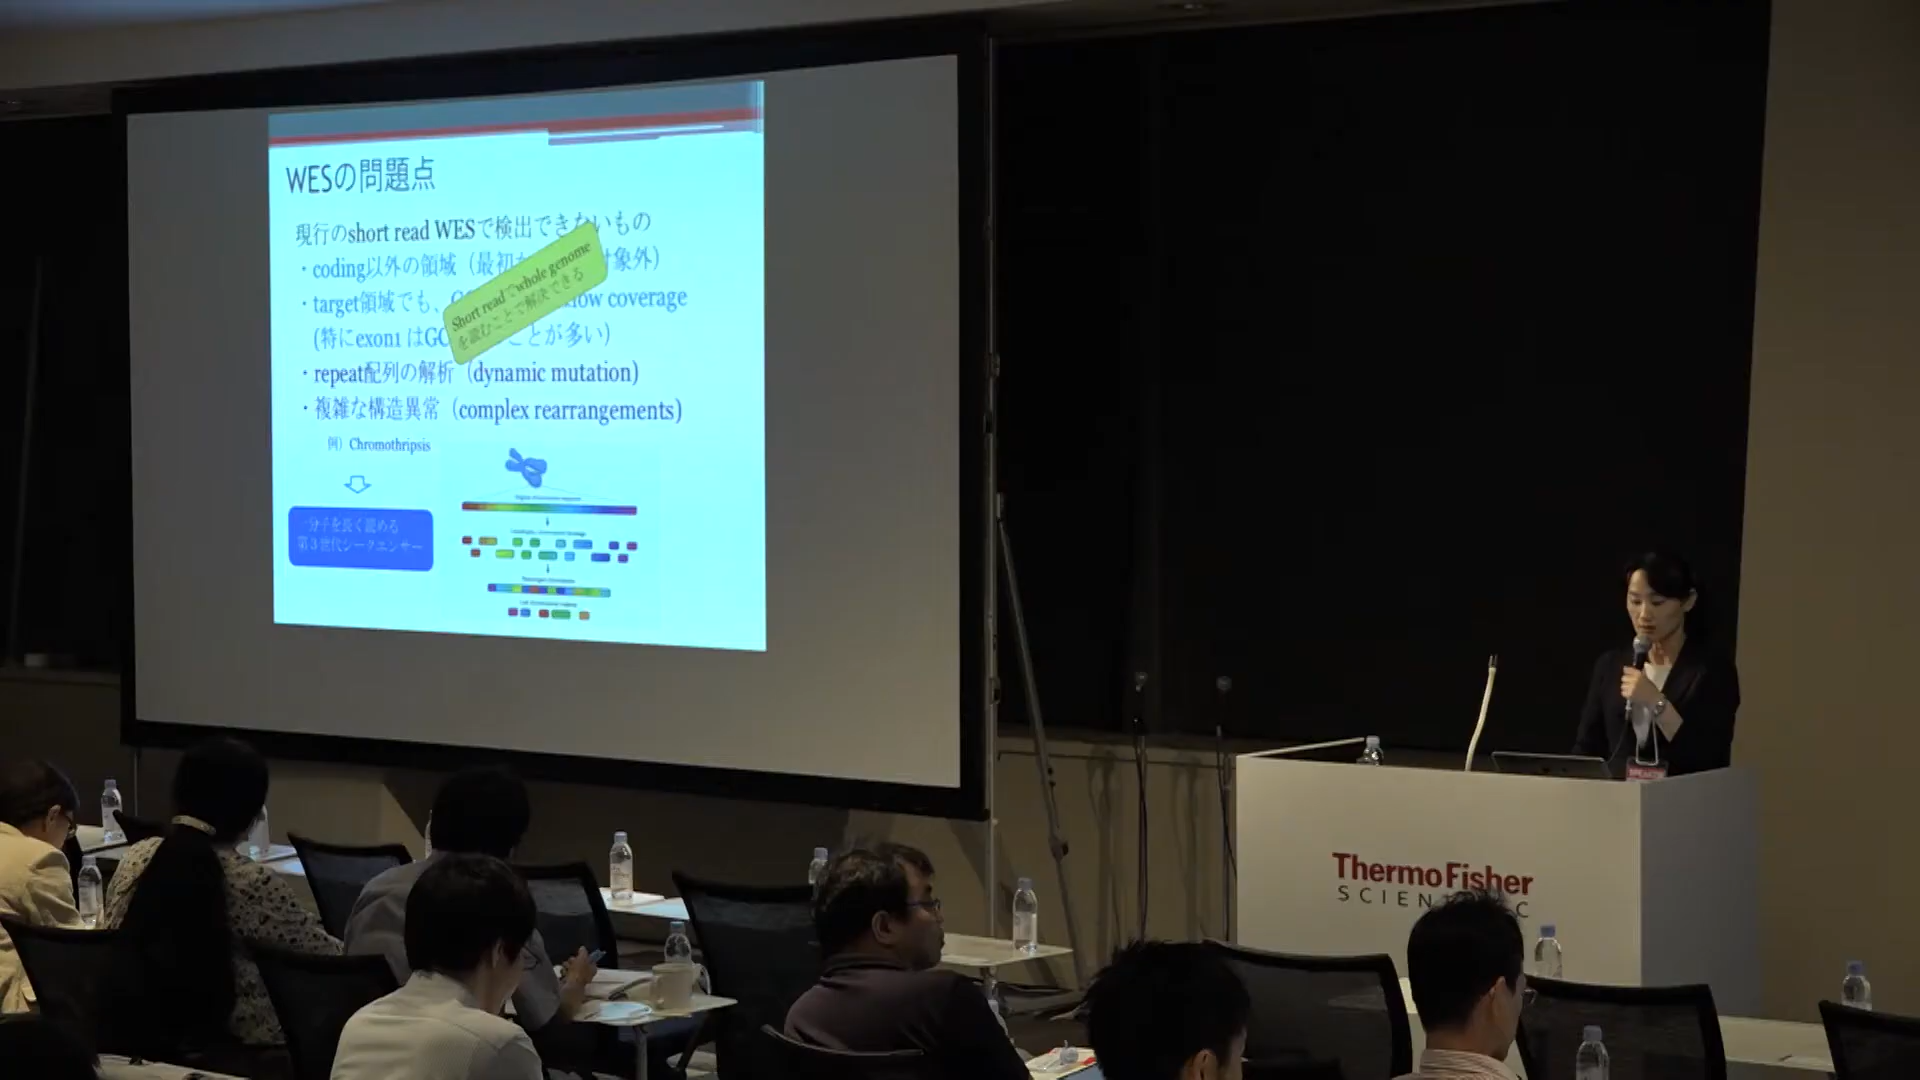 WESの問題点
現行のshort read WESで検出できないもの
・coding以外の領域（最初 対象外）
・target領域でも、 low coverage
(特にexon1 はGC ことが多い)
Short readでwhole genome
を読むことで解決できる
・repeat配列の解析（dynamic mutation)
・複雑な構造異常（complex rearrangements)
例）Chromothripsis
一分子を長く読める
第３世代シークエンサー
ThermoFisher
SCIEN C